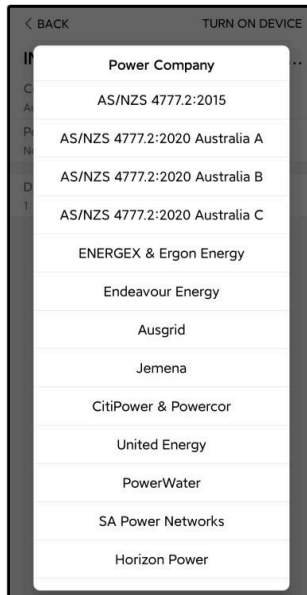 < BACK TURN ON DEVICE
Power Company
AS/NZS 4777.2:2015
AS/NZS 4777.2:2020 Australia A
AS/NZS 4777.2:2020 Australia B
AS/NZS 4777.2:2020 Australia C
ENERGEX & Ergon Energy
Endeavour Energy
Ausgrid
Jemena
CitiPower & Powercor
United Energy
PowerWater
SA Power Networks
Horizon Power